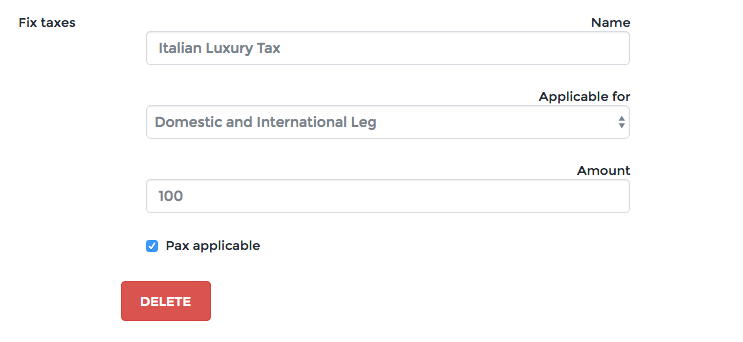 Fix taxes
Name
Italian Luxury Tax
Applicable for
Domestic and International Leg
Amount
100
Pax applicable
DELETE